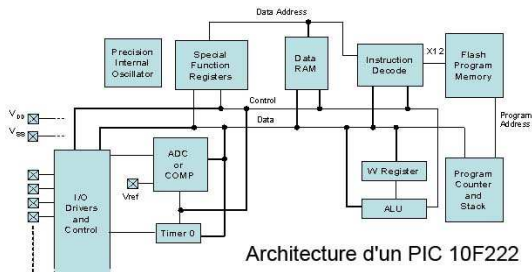 Data Address
Precision
Internal
Oscillator
Special
Function
Registers
Data
RAM
Instruction
Decode
X12
Flash
Program
Memory
VDD
VSS
Control
Data
Program
Address
I/O
Drivers
and
Control
ADC
or
COMP
Vref
Timer 0
W Register
ALU
Program
Counter
and
Stack
Architecture d'un PIC 10F222